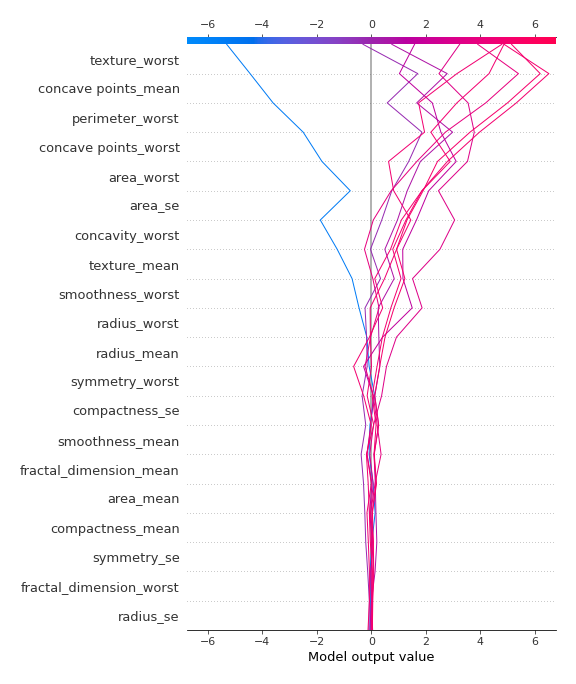 −6 −4 −2 0 2 4 6
texture_worst
concave points_mean
perimeter_worst
concave points_worst
area_worst
area_se
concavity_worst
texture_mean
smoothness_worst
radius_worst
radius_mean
symmetry_worst
compactness_se
smoothness_mean
fractal_dimension_mean
area_mean
compactness_mean
symmetry_se
fractal_dimension_worst
radius_se
−6 −4 −2 0 2 4 6
Model output value